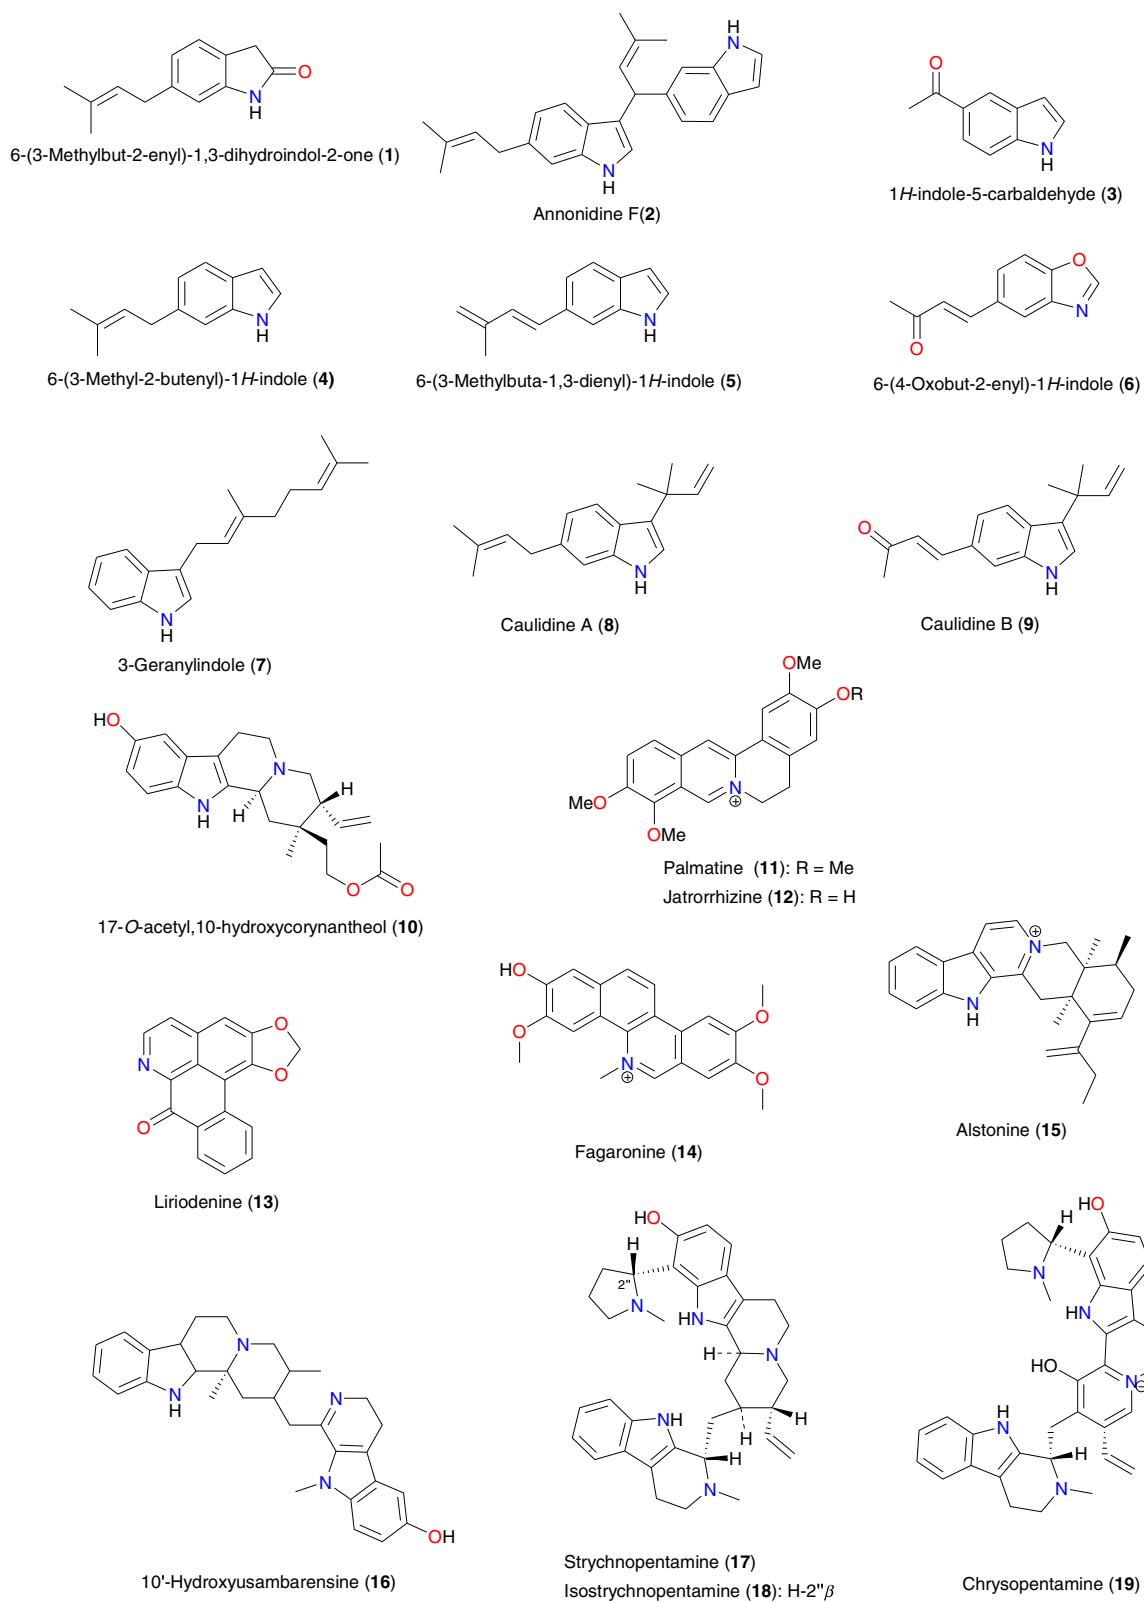 6-(3-Methylbut-2-enyl)-1,3-dihydroindol-2-one (1)
Annonidine F(2)
1H-indole-5-carbaldehyde (3)
6-(3-Methyl-2-butenyl)-1H-indole (4)
6-(3-Methylbuta-1,3-dienyl)-1H-indole (5)
6-(4-Oxobut-2-enyl)-1H-indole (6)
3-Geranylindole (7)
Caulidine A (8)
Caulidine B (9)
17-O-acetyl,10-hydroxycorynantheol (10)
Palmatine (11): R = Me
Jatrorrhizine (12): R = H
Liriodenine (13)
Fagaronine (14)
Alstonine (15)
10'-Hydroxyusambarensine (16)
Strychnopentamine (17)
Isostrychnopentamine (18): H-2"β
Chrysopentamine (19)